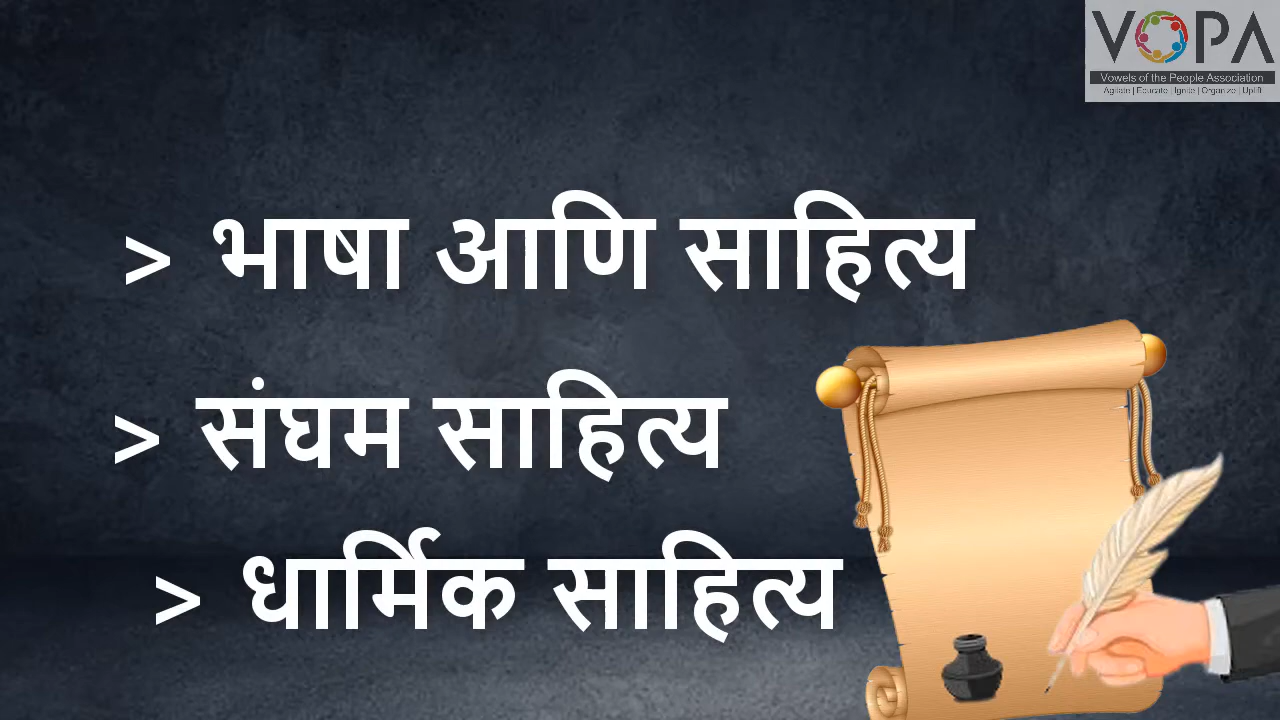 VOPA
Vowels of the People Association
Agitate | Educate | Ignite | Organize | Uplift
> भाषा आणि साहित्य
> संघम साहित्य
> धार्मिक साहित्य